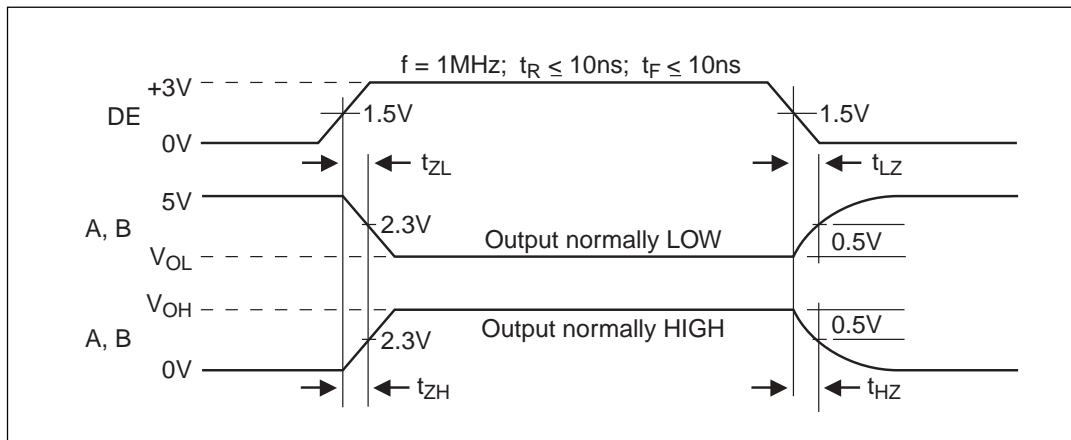 f = 1MHz; tR ≤ 10ns; tF ≤ 10ns
+3V
DE
1.5V
1.5V
0V
tZL
tLZ
5V
A, B
2.3V
Output normally LOW
0.5V
VOL
VOH
A, B
2.3V
Output normally HIGH
0.5V
0V
tZH
tHZ